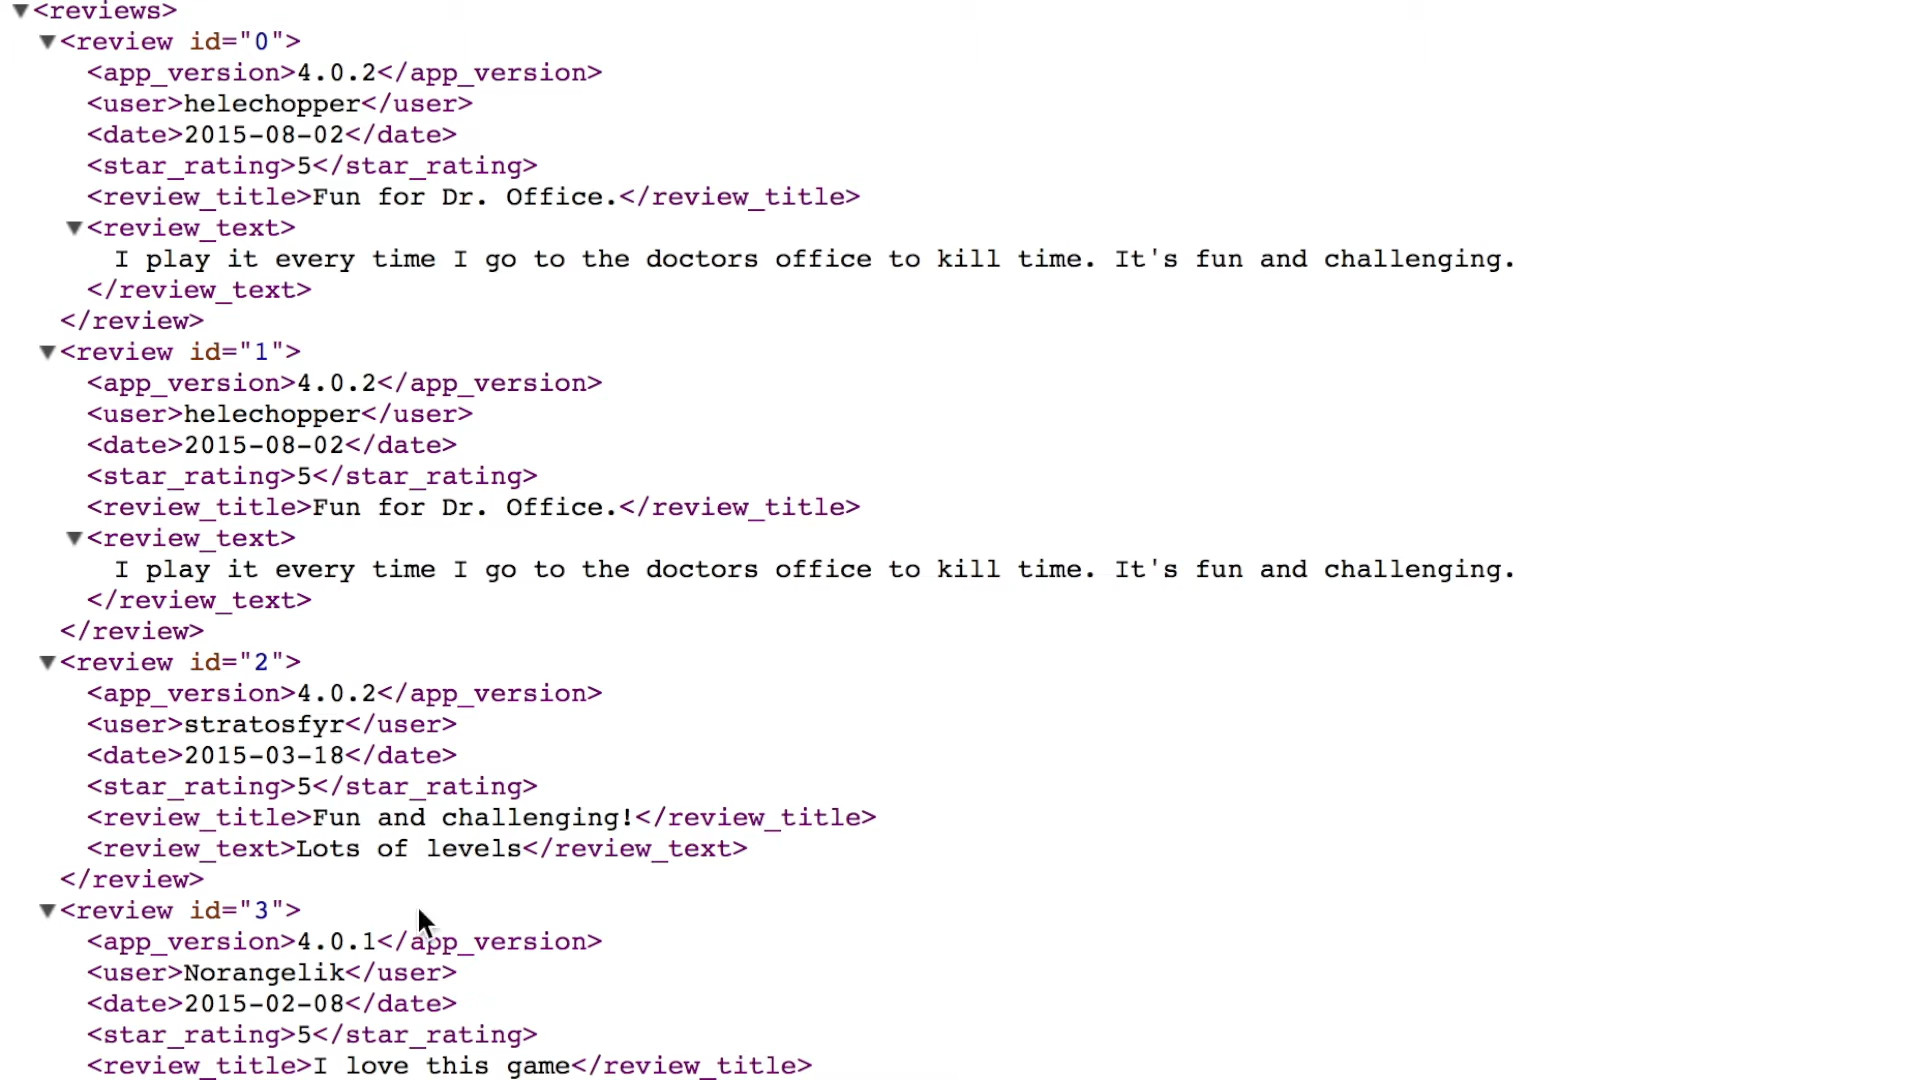 <reviews>
<review id="0">
<app_version>4.0.2</app_version>
<user>helechopper</user>
<date>2015-08-02</date>
<star_rating>5</star_rating>
<review_title>Fun for Dr. Office.</review_title>
<review_text>
I play it every time I go to the doctors office to kill time. It's fun and challenging.
</review_text>
</review>
<review id="1">
<app_version>4.0.2</app_version>
<user>helechopper</user>
<date>2015-08-02</date>
<star_rating>5</star_rating>
<review_title>Fun for Dr. Office.</review_title>
<review_text>
I play it every time I go to the doctors office to kill time. It's fun and challenging.
</review_text>
</review>
<review id="2">
<app_version>4.0.2</app_version>
<user>stratosfyr</user>
<date>2015-03-18</date>
<star_rating>5</star_rating>
<review_title>Fun and challenging!</review_title>
<review_text>Lots of levels</review_text>
</review>
<review id="3">
<app_version>4.0.1</app_version>
<user>Norangelik</user>
<date>2015-02-08</date>
<star_rating>5</star_rating>
<review_title>I love this game</review_title>